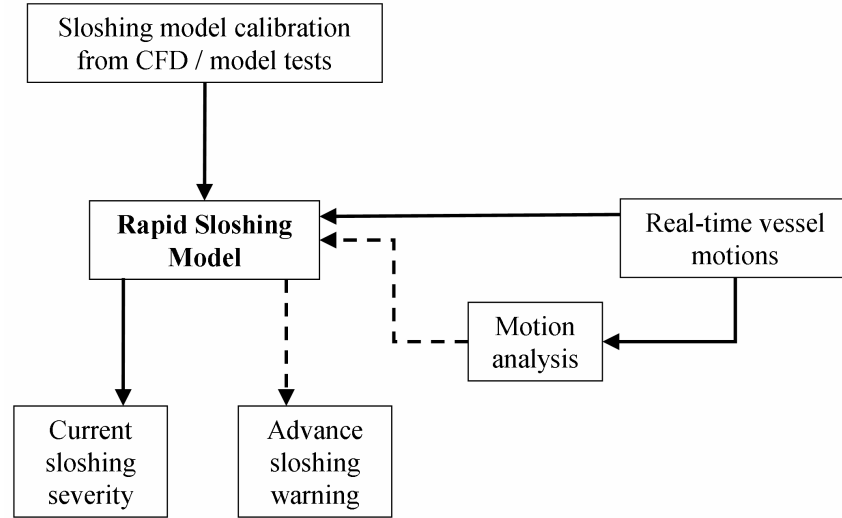 Sloshing model calibration
from CFD / model tests
Rapid Sloshing
Model
Real-time vessel
motions
Motion
analysis
Current
sloshing
severity
Advance
sloshing
warning